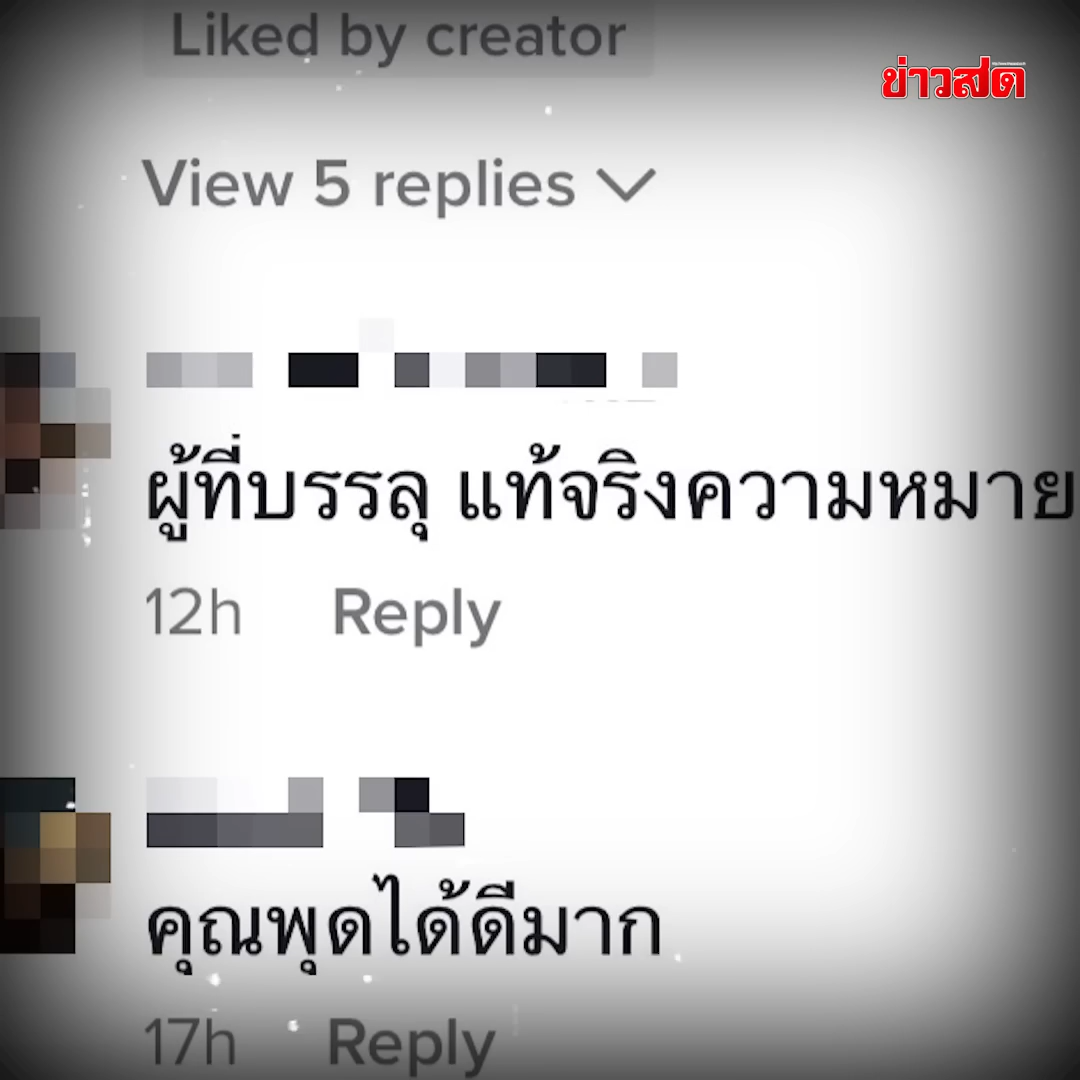 Liked by creator
ข่าวสด
View 5 replies
ผู้ที่บรรลุ แท้จริงความหมาย
12h Reply
คุณพุดได้ดีมาก
17h Reply